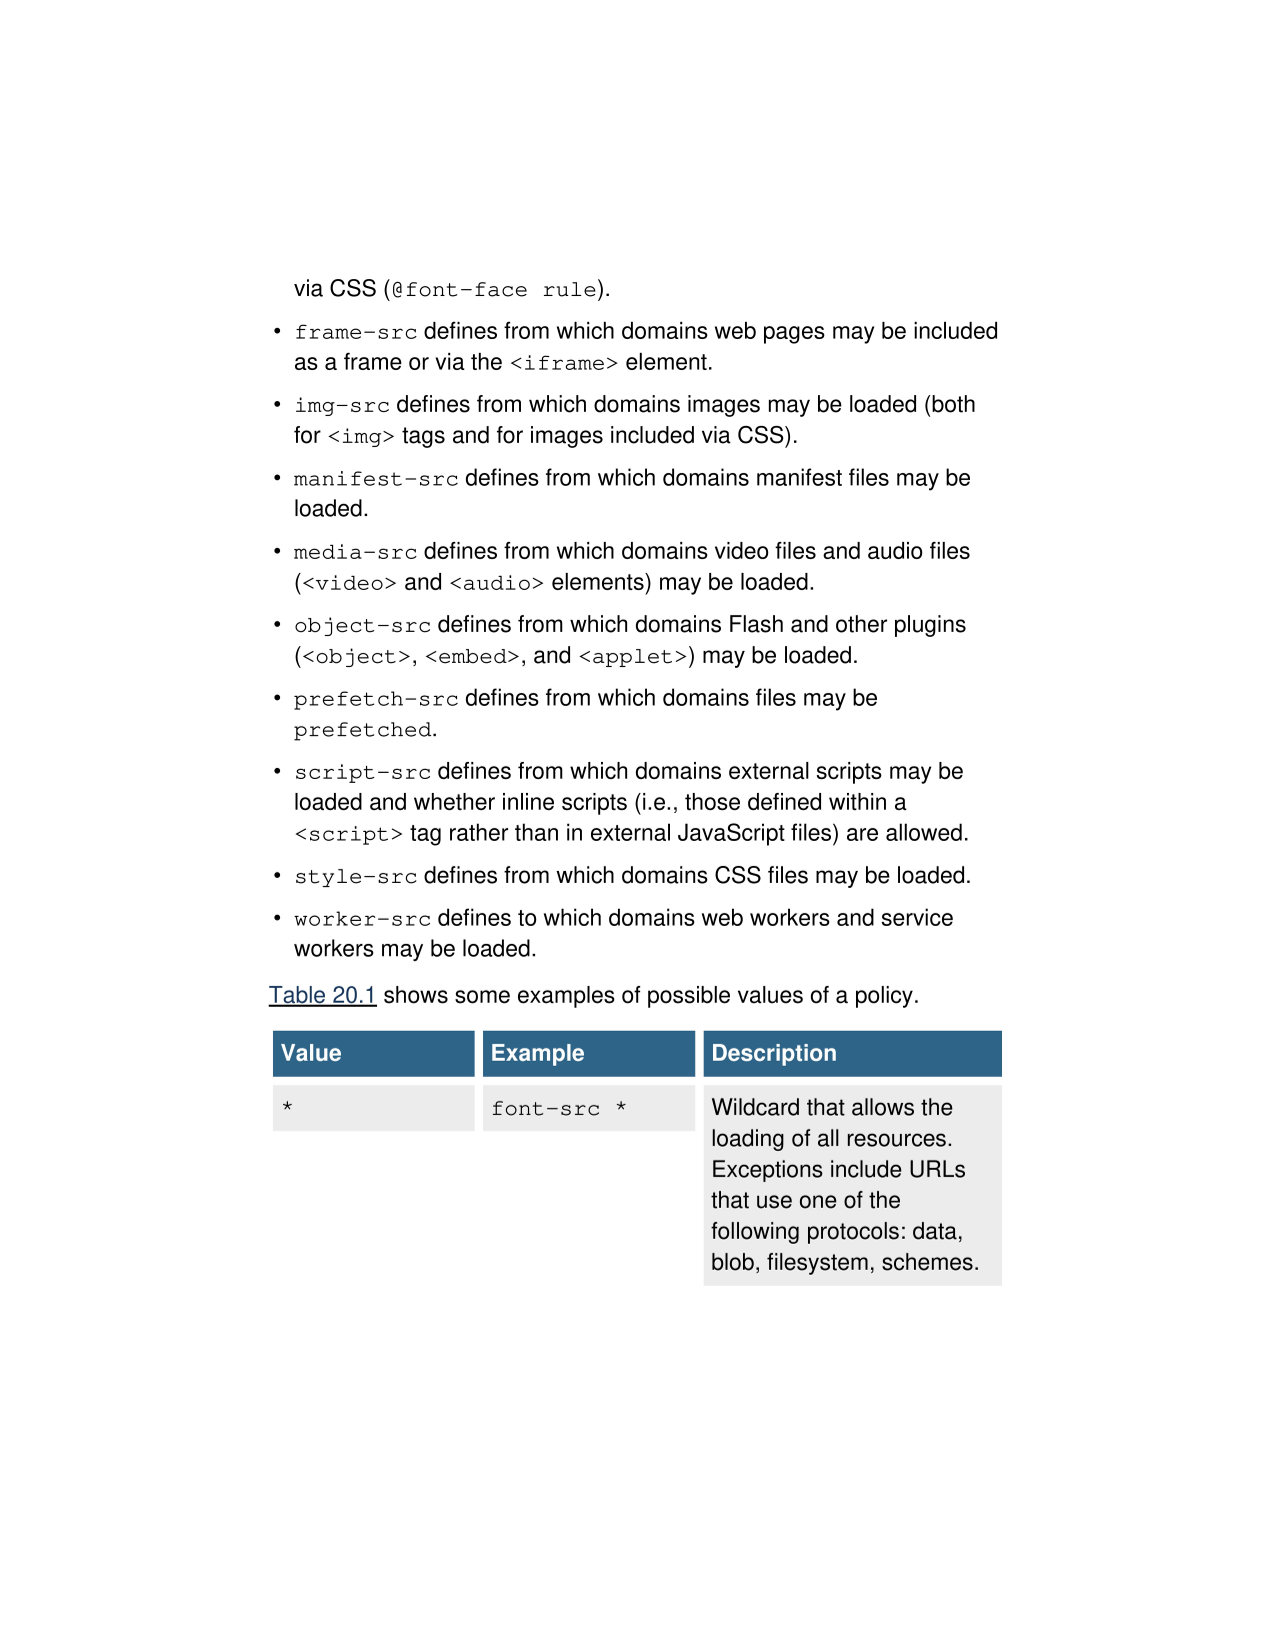 via CSS (@font-face rule).
• frame-src defines from which domains web pages may be included
as a frame or via the <iframe> element.
• img-src defines from which domains images may be loaded (both
for <img> tags and for images included via CSS).
• manifest-src defines from which domains manifest files may be
loaded.
• media-src defines from which domains video files and audio files
(<video> and <audio> elements) may be loaded.
• object-src defines from which domains Flash and other plugins
(<object>, <embed>, and <applet>) may be loaded.
• prefetch-src defines from which domains files may be
prefetched.
• script-src defines from which domains external scripts may be
loaded and whether inline scripts (i.e., those defined within a
<script> tag rather than in external JavaScript files) are allowed.
• style-src defines from which domains CSS files may be loaded.
• worker-src defines to which domains web workers and service
workers may be loaded.
Table 20.1 shows some examples of possible values of a policy.
Value Example Description
* font-src * Wildcard that allows the
loading of all resources.
Exceptions include URLs
that use one of the
following protocols: data,
blob, filesystem, schemes.